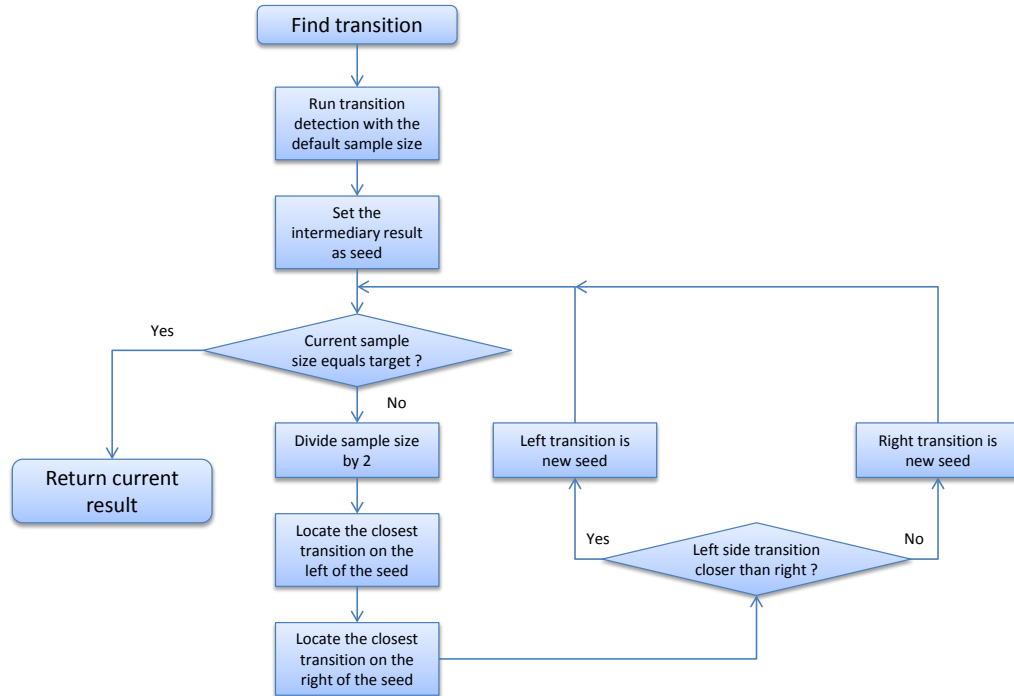 Find transition
Run transition
detection with the
default sample size
Set the
intermediary result
as seed
Yes
Current sample
size equals target ?
No
Divide sample size
by 2
Left transition is
new seed
Right transition is
new seed
Return current
result
Locate the closest
transition on the
left of the seed
Yes
Left side transition
closer than right ?
No
Locate the closest
transition on the
right of the seed